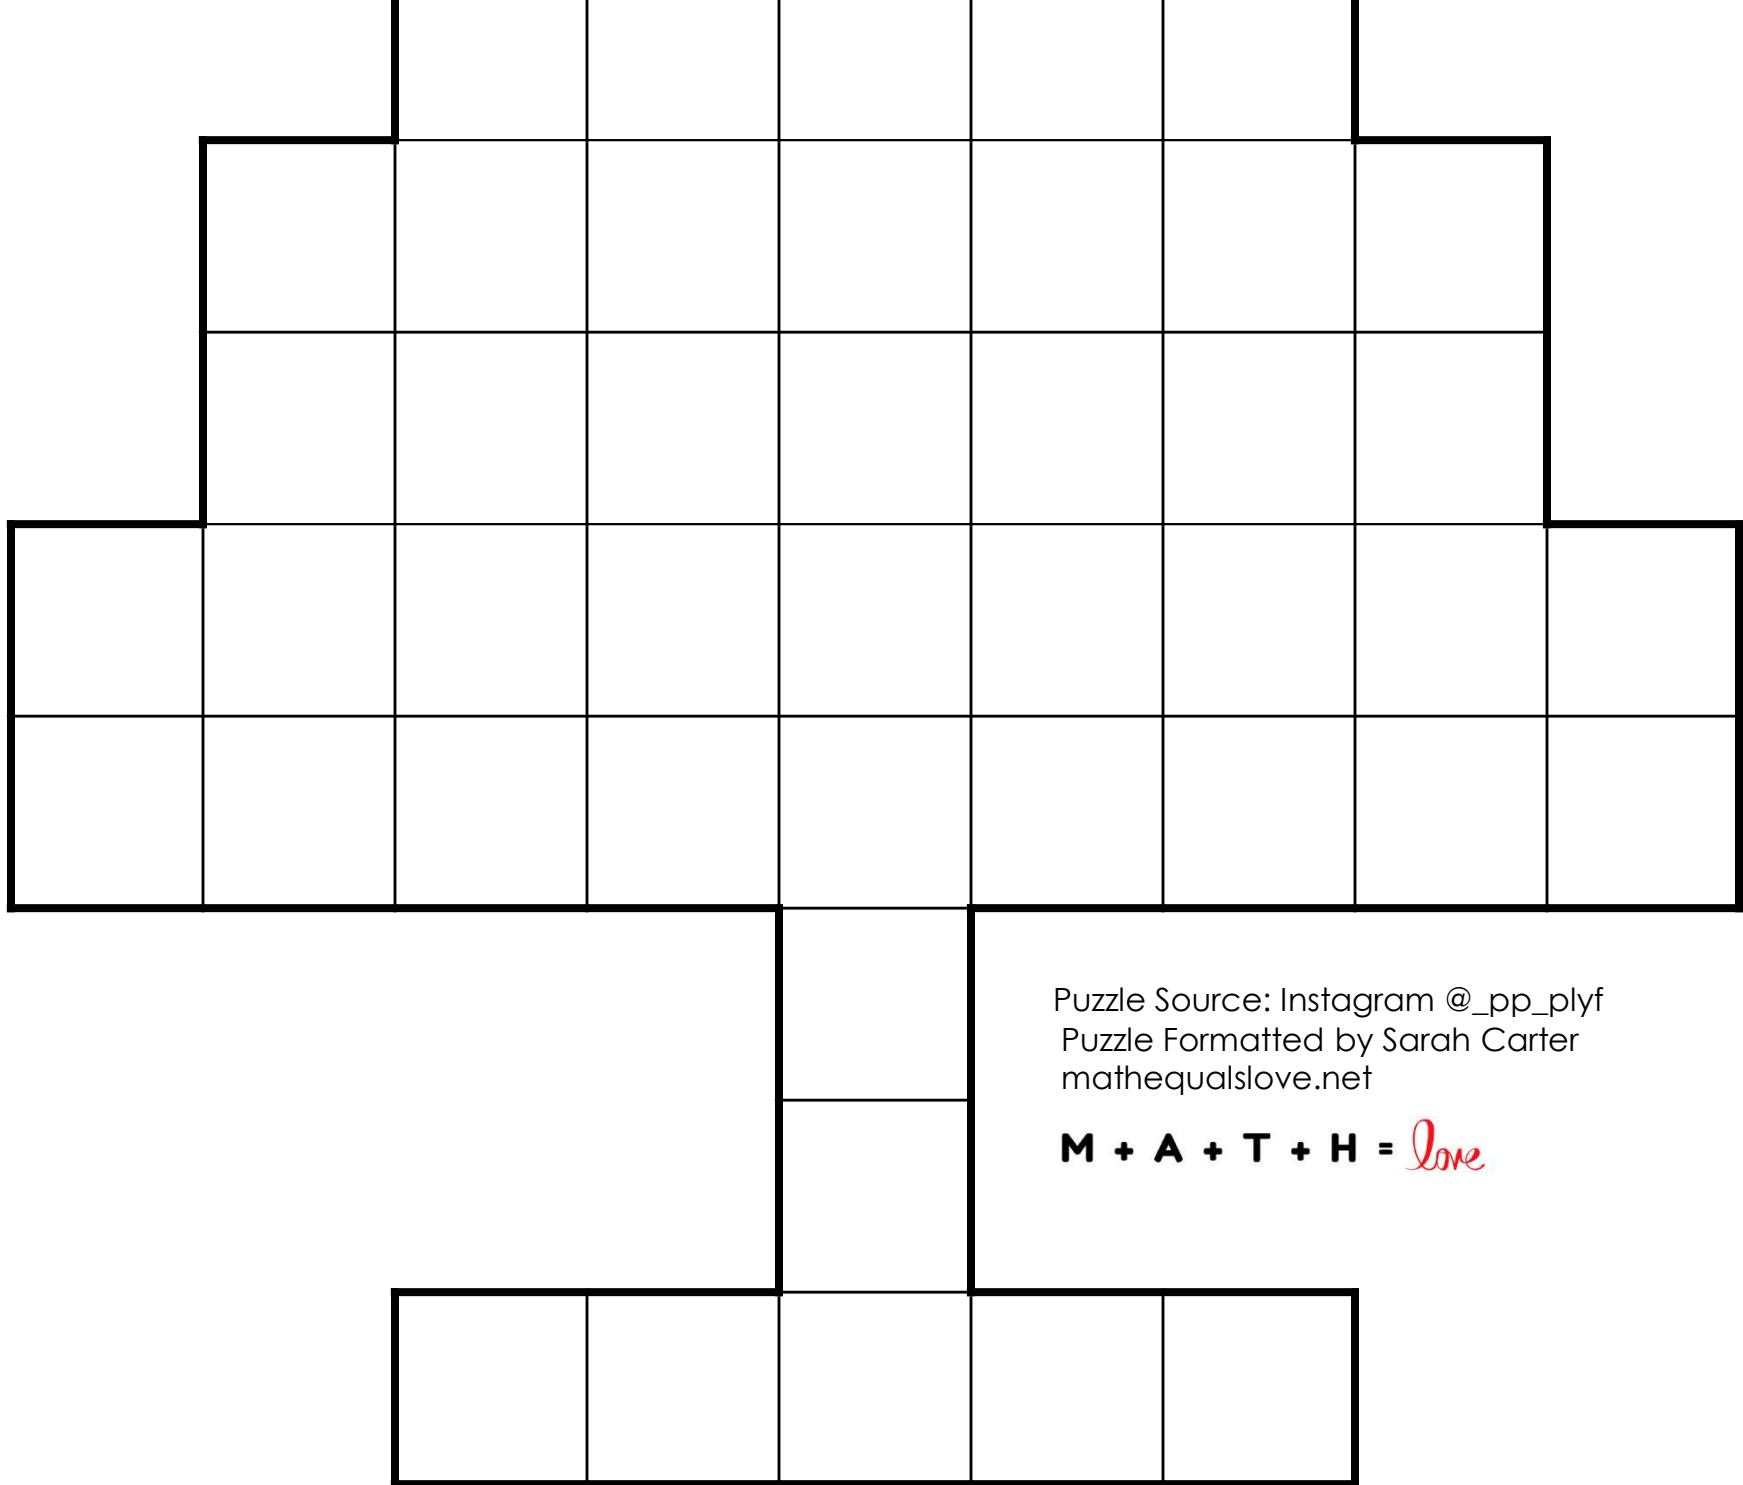 Puzzle Source: Instagram @_pp_plyf
Puzzle Formatted by Sarah Carter
mathequalslove.net
M + A + T + H = love